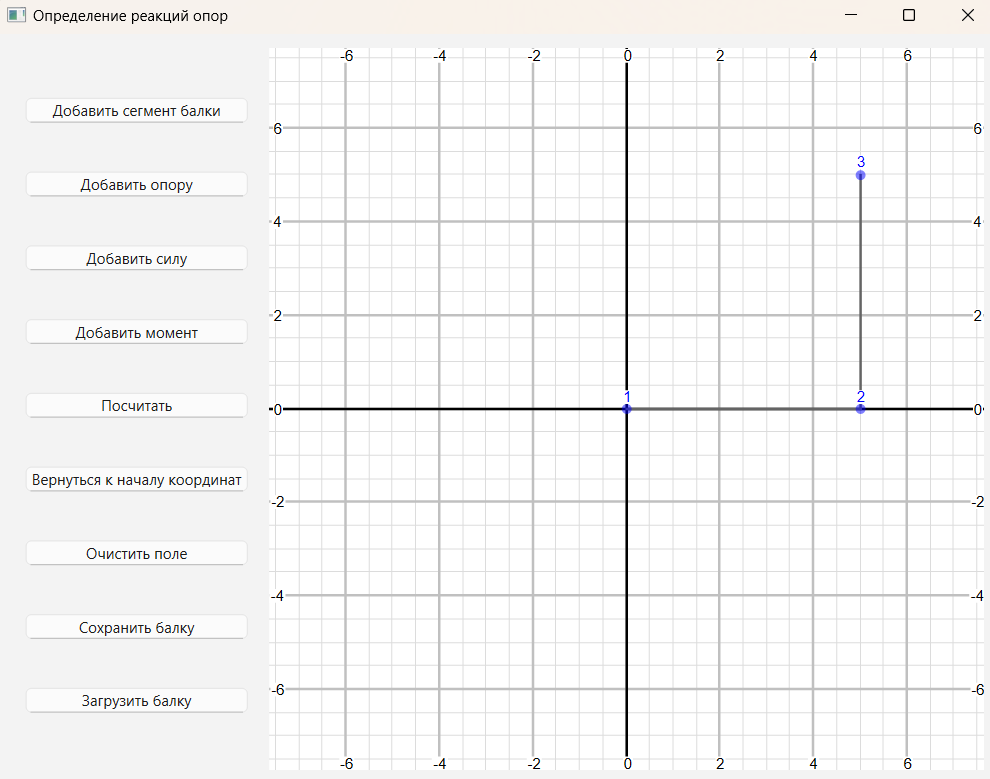 Определение реакций опор
Добавить сегмент балки
Добавить опору
Добавить силу
Добавить момент
Посчитать
Вернуться к началу координат
Очистить поле
Сохранить балку
Загрузить балку
-6 -4 -2 0 2 4 6
6 6
3
4 4
2 2
1 2
0 0
-2 -2
-4 -4
-6 -6
-6 -4 -2 0 2 4 6